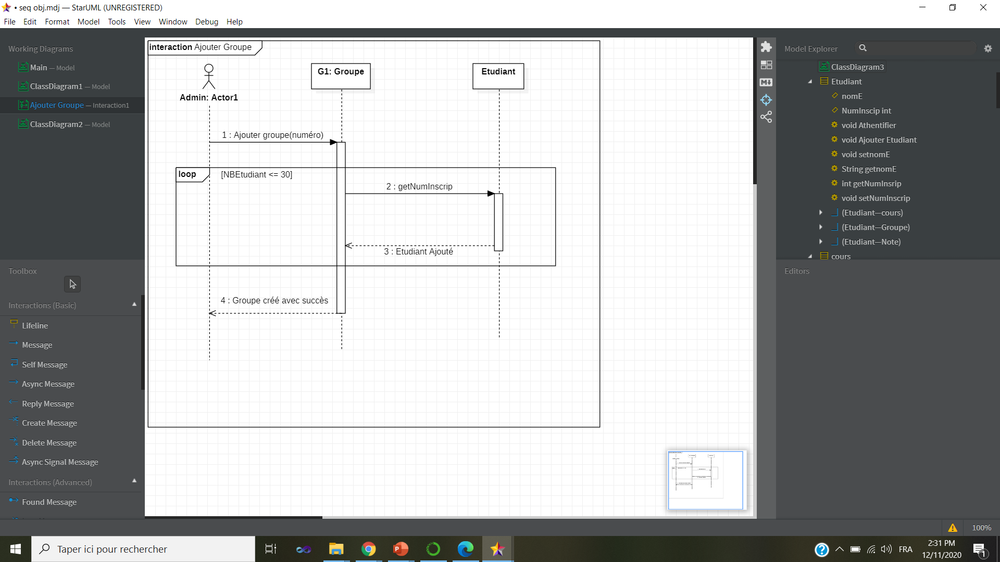 • seq obj.mdj — StarUML (UNREGISTERED)
File Edit Format Model Tools View Window Debug Help
Working Diagrams
Main — Model
ClassDiagram1 — Model
Ajouter Groupe — Interaction1
ClassDiagram2 — Model
Toolbox
Interactions (Basic)
Lifeline
Message
Self Message
Async Message
Reply Message
Create Message
Delete Message
Async Signal Message
Interactions (Advanced)
Found Message
interaction Ajouter Groupe
Admin: Actor1
G1: Groupe
Etudiant
1 : Ajouter groupe(numéro)
loop
[NBEtudiant <= 30]
2 : getNumInscrip
3 : Etudiant Ajouté
4 : Groupe créé avec succès
M
Model Explorer
ClassDiagram3
Etudiant
nomE
NumInscip int
void Athentifier
void Ajouter Etudiant
void setnomE
String getnomE
int getNumInsrip
void setNumInscrip
(Etudiant—cours)
(Etudiant—Groupe)
(Etudiant—Note)
cours
Editors
100%
Taper ici pour rechercher
P
?
FRA
2:31 PM
12/11/2020
1